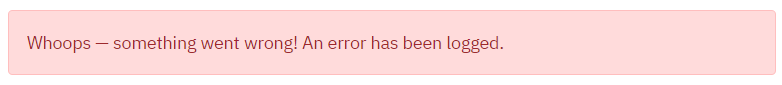 Whoops — something went wrong! An error has been logged.